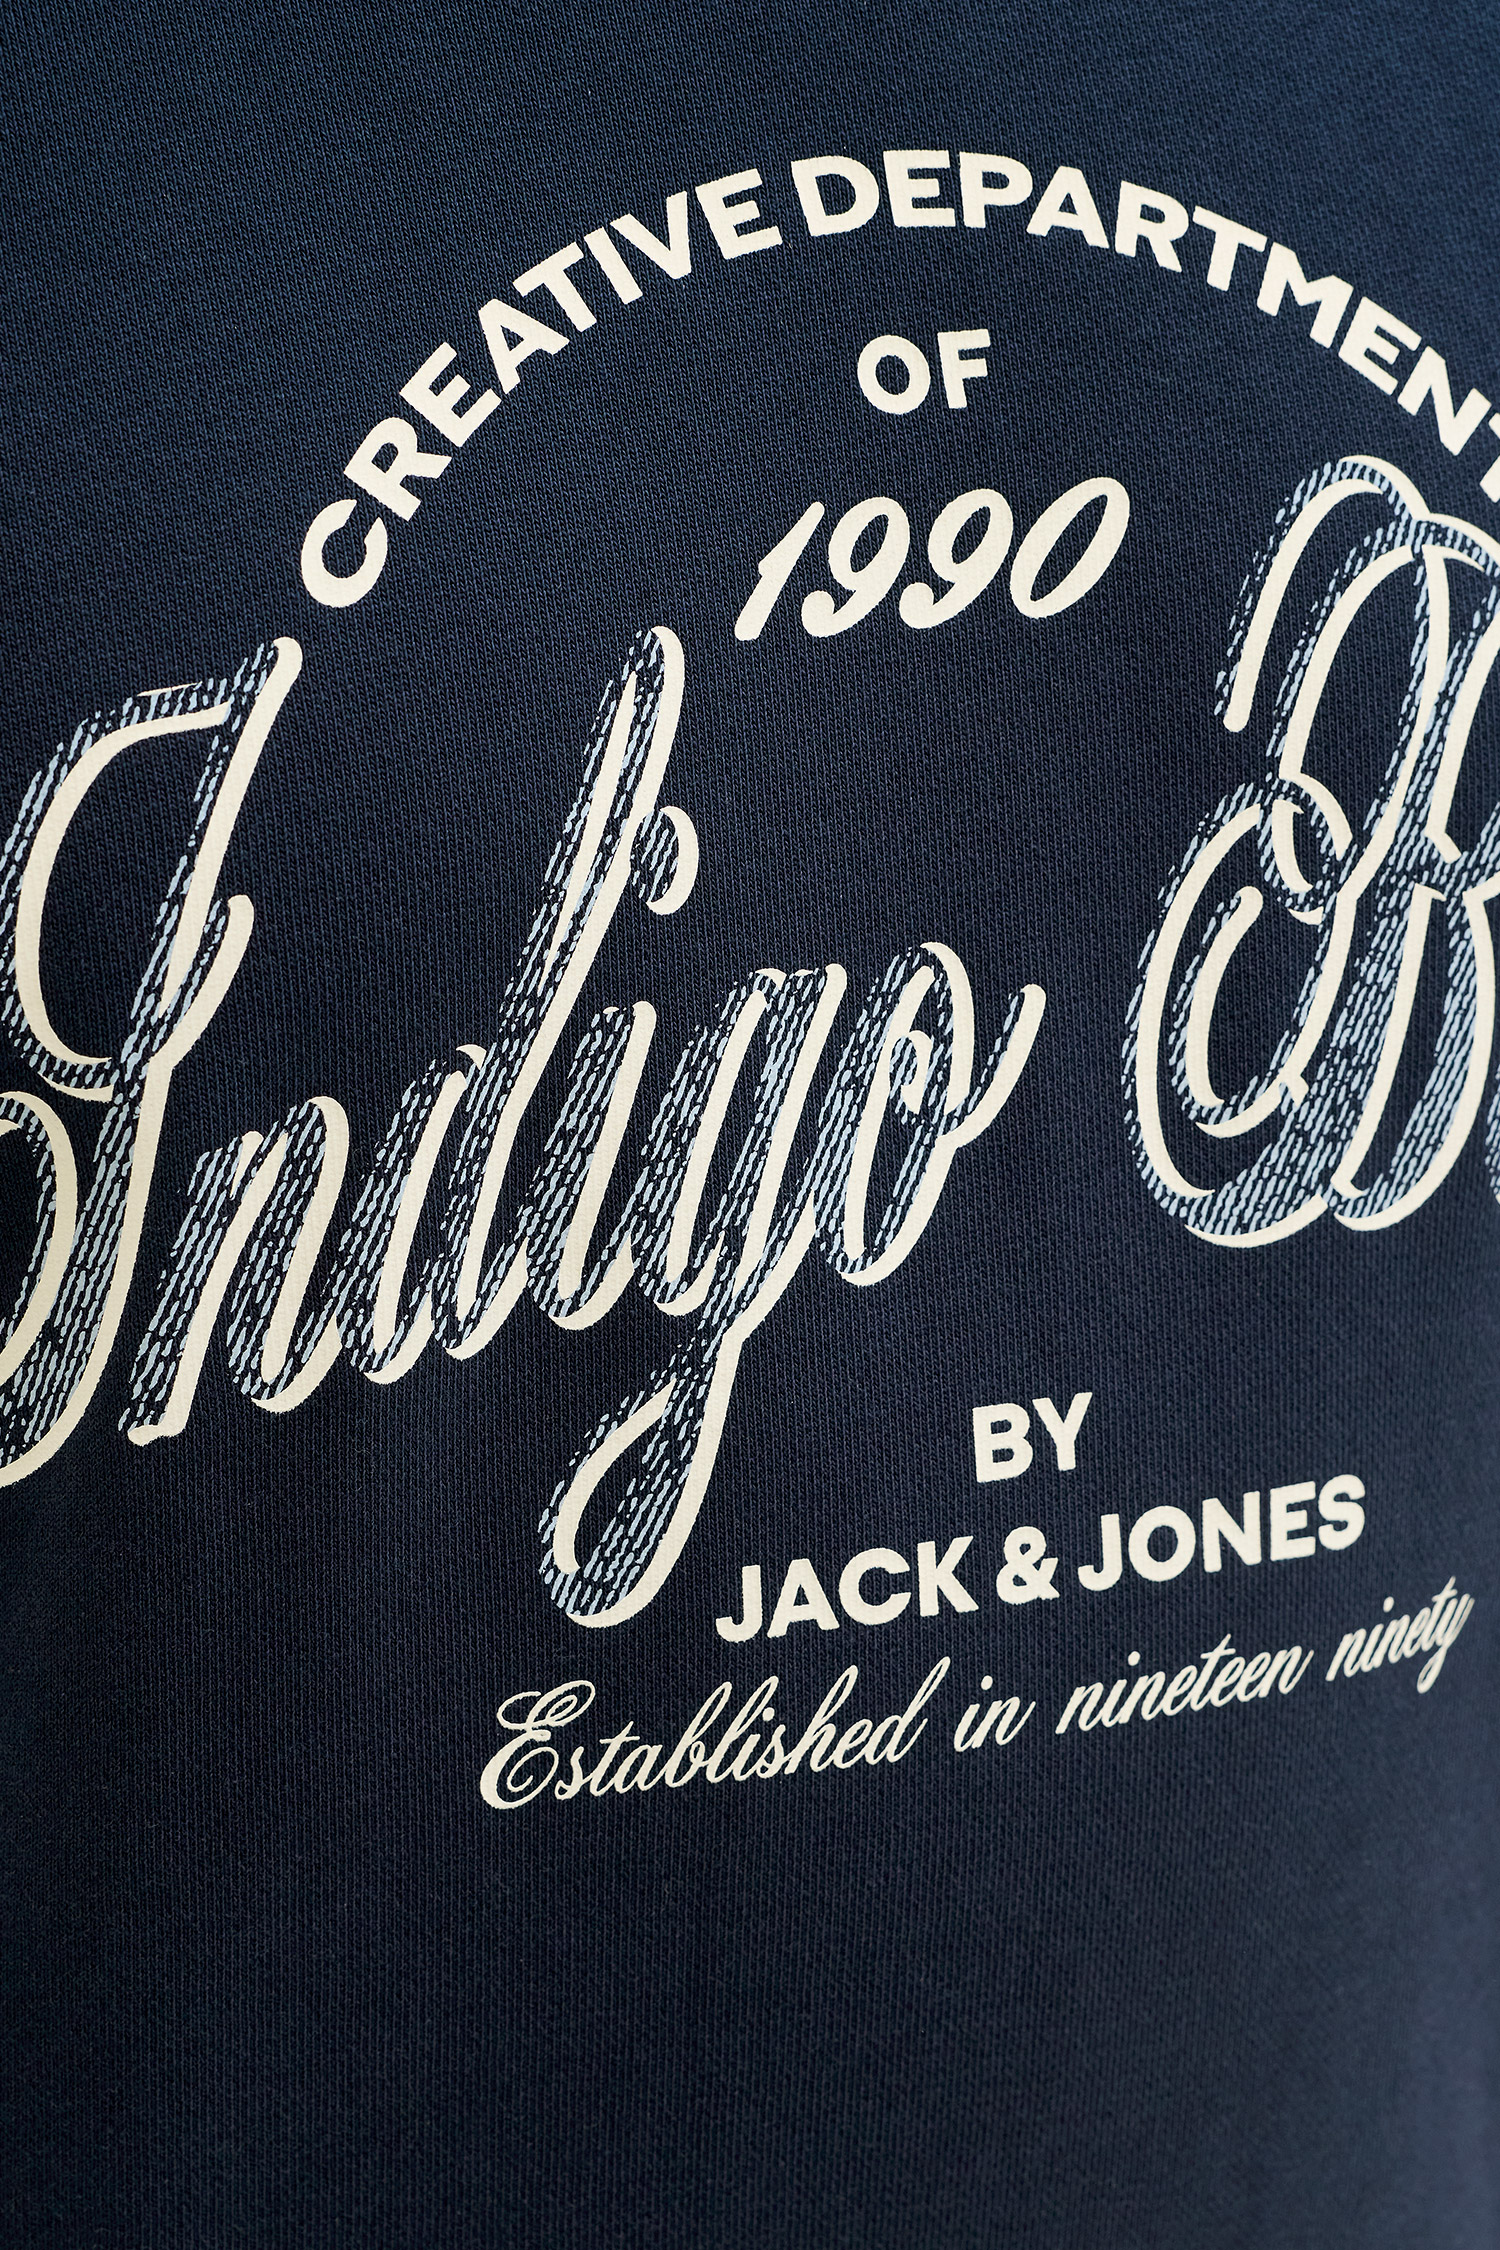 CREATIVE DEPARTMENT
OF
1990
Indigo
BY
JACK & JONES
Established in nineteen ninety